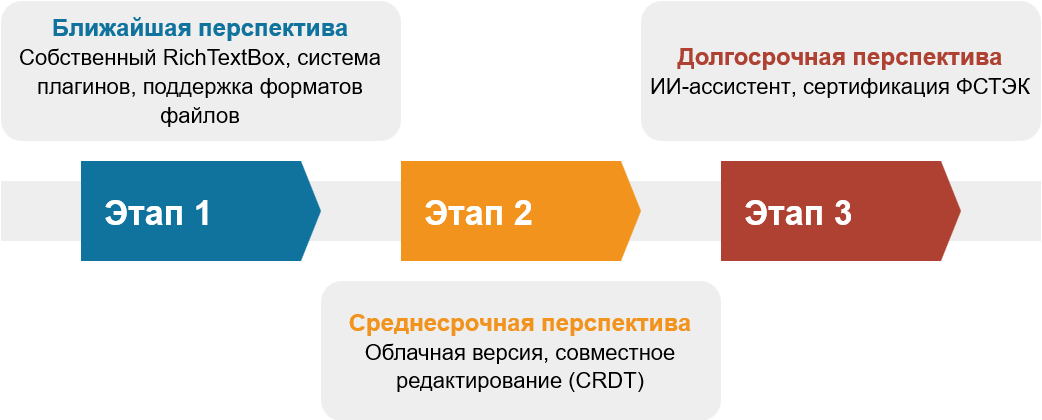 Ближайшая перспектива
Собственный RichTextBox, система
плагинов, поддержка форматов
файлов
Долгосрочная перспектива
ИИ-ассистент, сертификация ФСТЭК
Этап 1
Этап 2
Этап 3
Среднесрочная перспектива
Облачная версия, совместное
редактирование (CRDT)